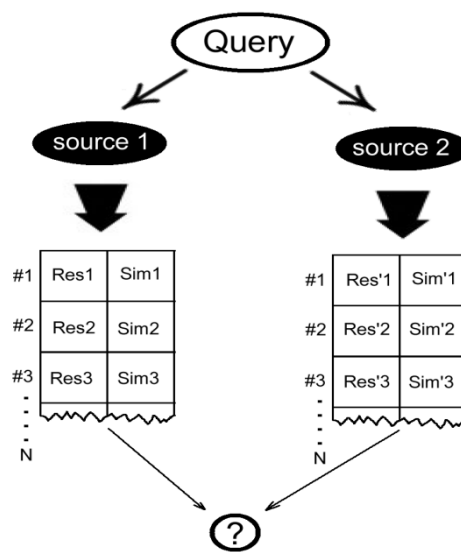 Query
source 1
source 2
#1 Res1 Sim1
#2 Res2 Sim2
#3 Res3 Sim3
N
#1 Res'1 Sim'1
#2 Res'2 Sim'2
#3 Res'3 Sim'3
N
?